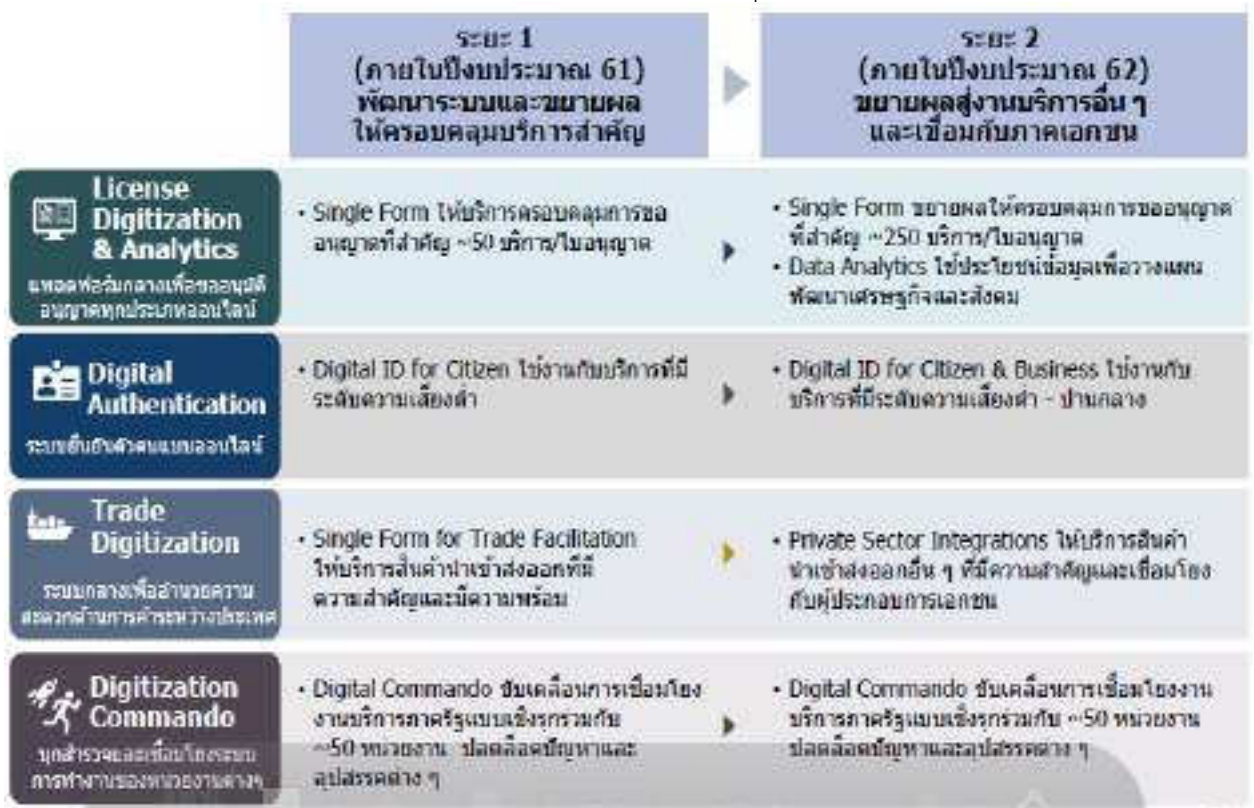 ระยะ 1
(ภายในปีงบประมาณ 61)
พัฒนาระบบและขยายผล
ให้ครอบคลุมบริการสำคัญ
ระยะ 2
(ภายในปีงบประมาณ 62)
ขยายผลสู่งานบริการอื่น ๆ
และเชื่อมกับภาคเอกชน
License
Digitization
& Analytics
แพลตฟอร์มกลางเพื่อขออนุมัติ
อนุญาตทุกประเภทออนไลน์
• Single Form ให้บริการครอบคลุมการขอ
อนุญาตที่สำคัญ ~50 บริการ/ใบอนุญาต
• Single Form ขยายผลให้ครอบคลุมการขออนุญาต
ที่สำคัญ ~250 บริการ/ใบอนุญาต
• Data Analytics ใช้ประโยชน์ข้อมูลเพื่อวางแผน
พัฒนาเศรษฐกิจและสังคม
Digital
Authentication
ระบบยืนยันตัวตนแบบออนไลน์
• Digital ID for Citizen ใช้งานกับบริการที่มี
ระดับความเสี่ยงต่ำ
• Digital ID for Citizen & Business ใช้งานกับ
บริการที่มีระดับความเสี่ยงต่ำ - ปานกลาง
Trade
Digitization
ระบบกลางเพื่ออำนวยความ
สะดวกด้านการค้าระหว่างประเทศ
• Single Form for Trade Facilitation
ให้บริการสินค้านำเข้าส่งออกที่มี
ความสำคัญและมีความพร้อม
• Private Sector Integrations ให้บริการสินค้า
นำเข้าส่งออกอื่น ๆ ที่มีความสำคัญและเชื่อมโยง
กับผู้ประกอบการเอกชน
Digitization
Commando
บุกสำรวจและเชื่อมโยงระบบ
การทำงานของหน่วยงานต่างๆ
• Digital Commando ขับเคลื่อนการเชื่อมโยง
งานบริการภาครัฐแบบเชิงรุกร่วมกับ
~50 หน่วยงาน ปลดล็อคปัญหาและ
อุปสรรคต่าง ๆ
• Digital Commando ขับเคลื่อนการเชื่อมโยงงาน
บริการภาครัฐแบบเชิงรุกร่วมกับ ~50 หน่วยงาน
ปลดล็อคปัญหาและอุปสรรคต่าง ๆ